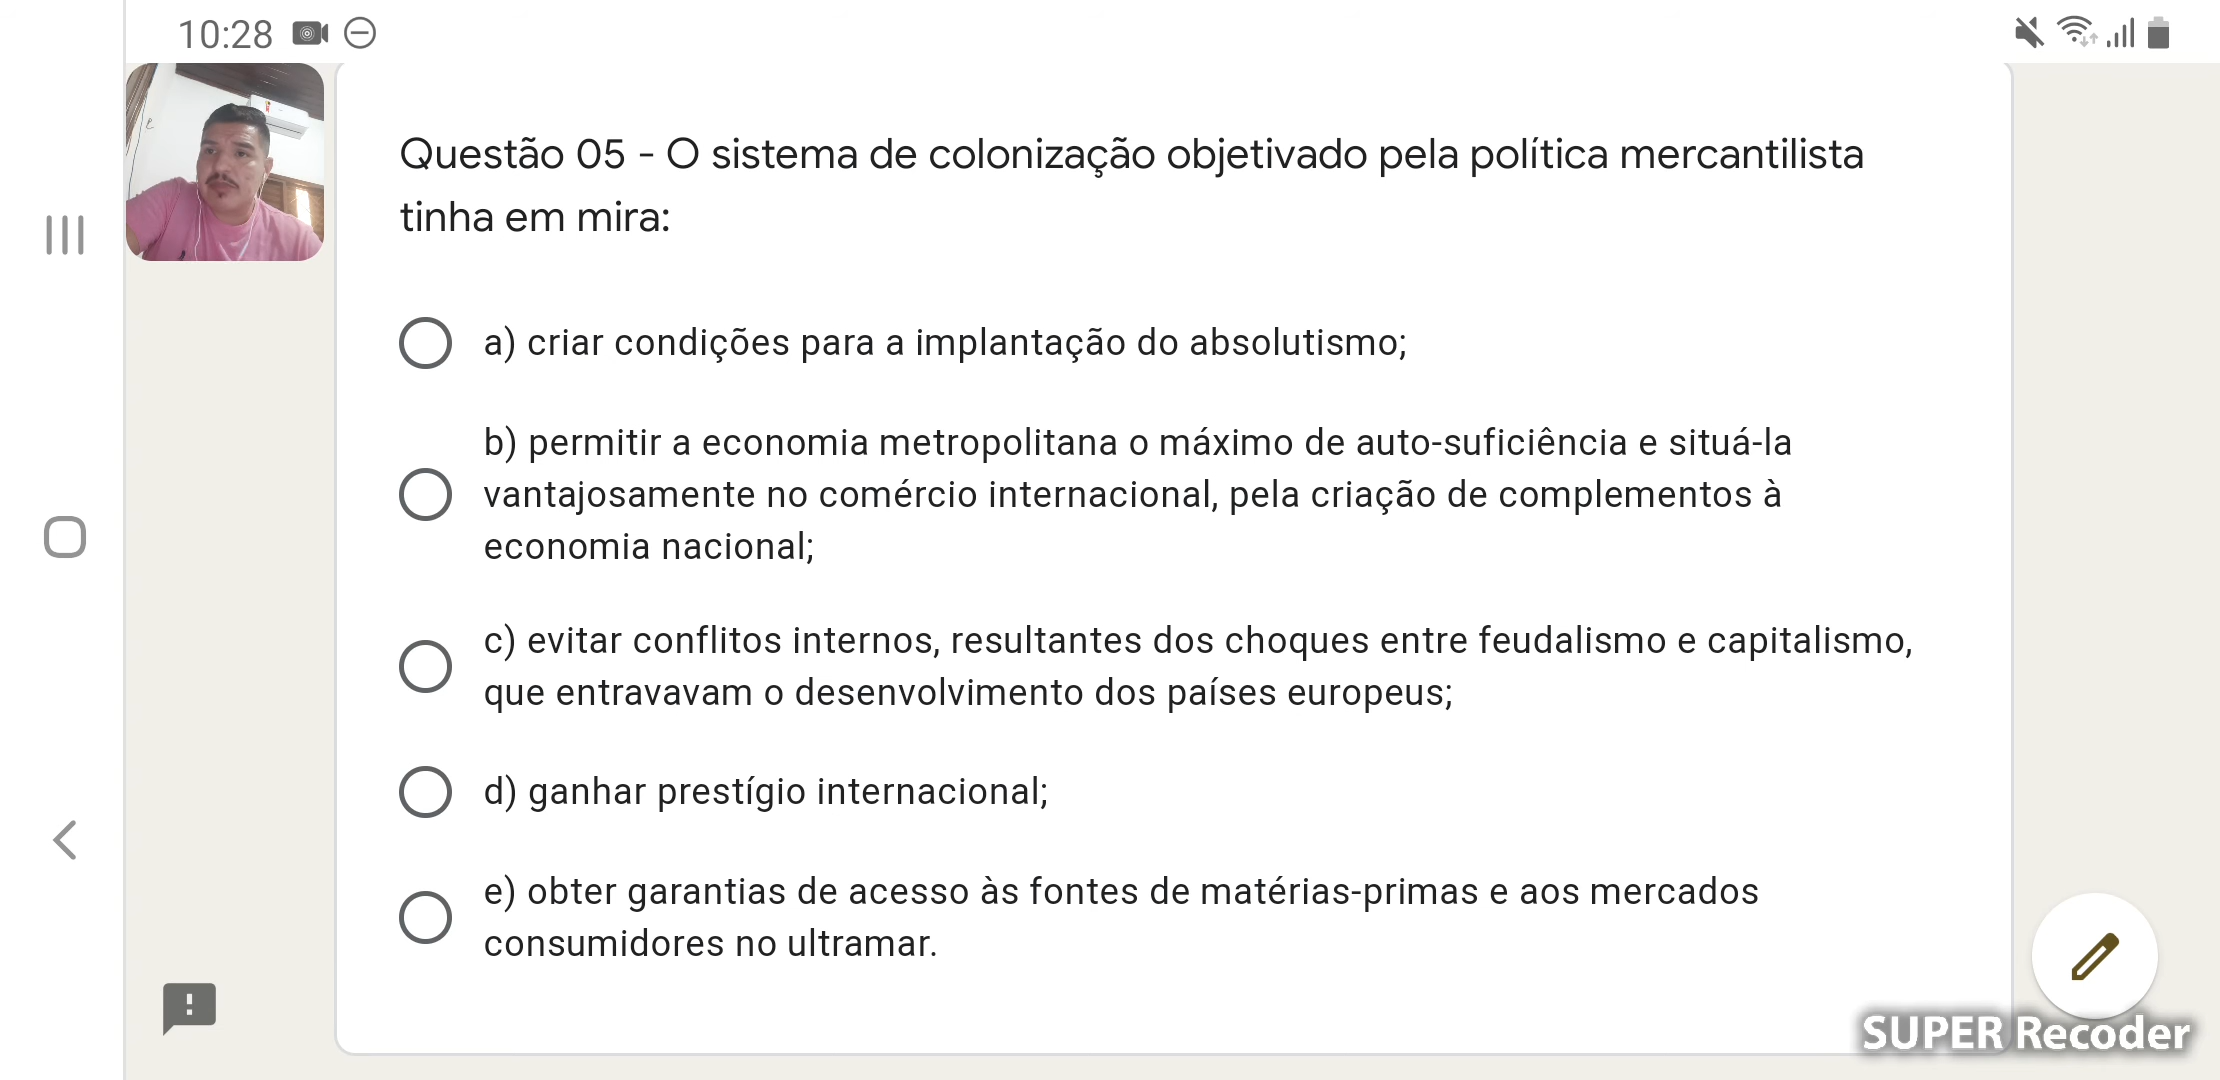 10:28
Questão 05 - O sistema de colonização objetivado pela política mercantilista
tinha em mira:
a) criar condições para a implantação do absolutismo;
b) permitir a economia metropolitana o máximo de auto-suficiência e situá-la
vantajosamente no comércio internacional, pela criação de complementos à
economia nacional;
c) evitar conflitos internos, resultantes dos choques entre feudalismo e capitalismo,
que entravavam o desenvolvimento dos países europeus;
d) ganhar prestígio internacional;
e) obter garantias de acesso às fontes de matérias-primas e aos mercados
consumidores no ultramar.
SUPER Recoder